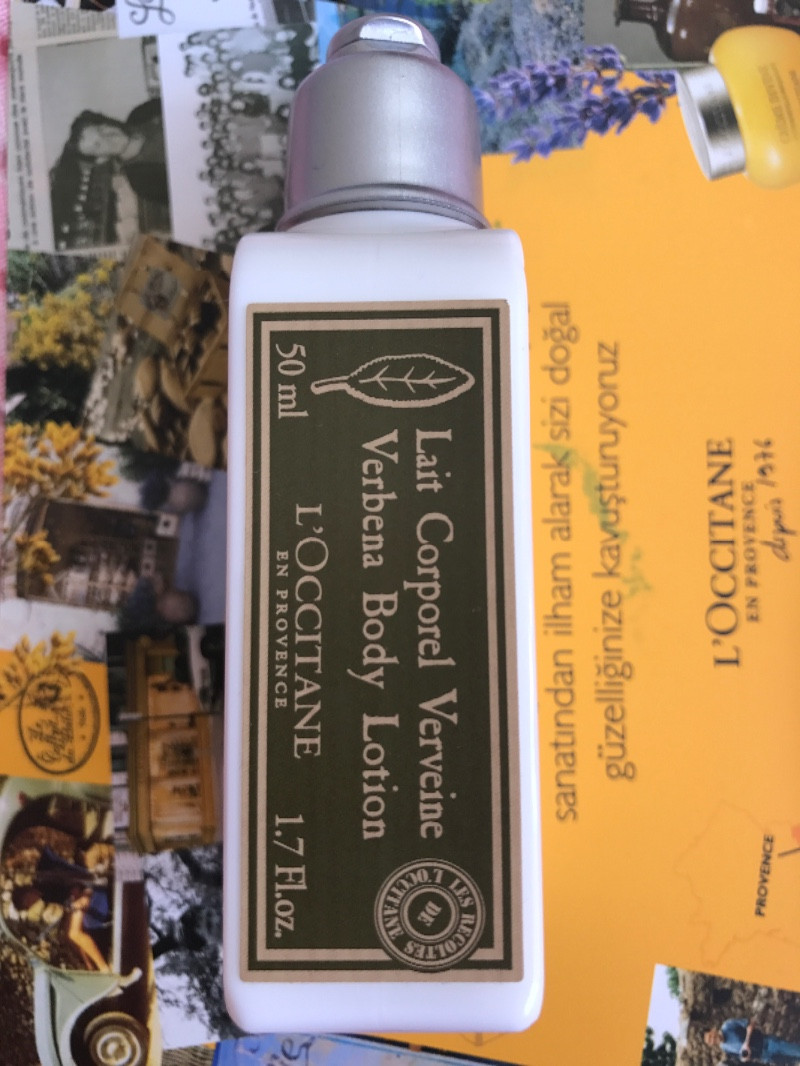 Lait Corporel Verveine
Verbena Body Lotion
L'OCCITANE
EN PROVENCE
50 ml
1.7 Fl.oz.
LES RECOLTES
DE
L'OCCITANE
sanatından ilham alarak sizi doğal
güzelliğinize kavuşturuyoruz
L'OCCITANE
EN PROVENCE
depuis 1976
PROVENCE